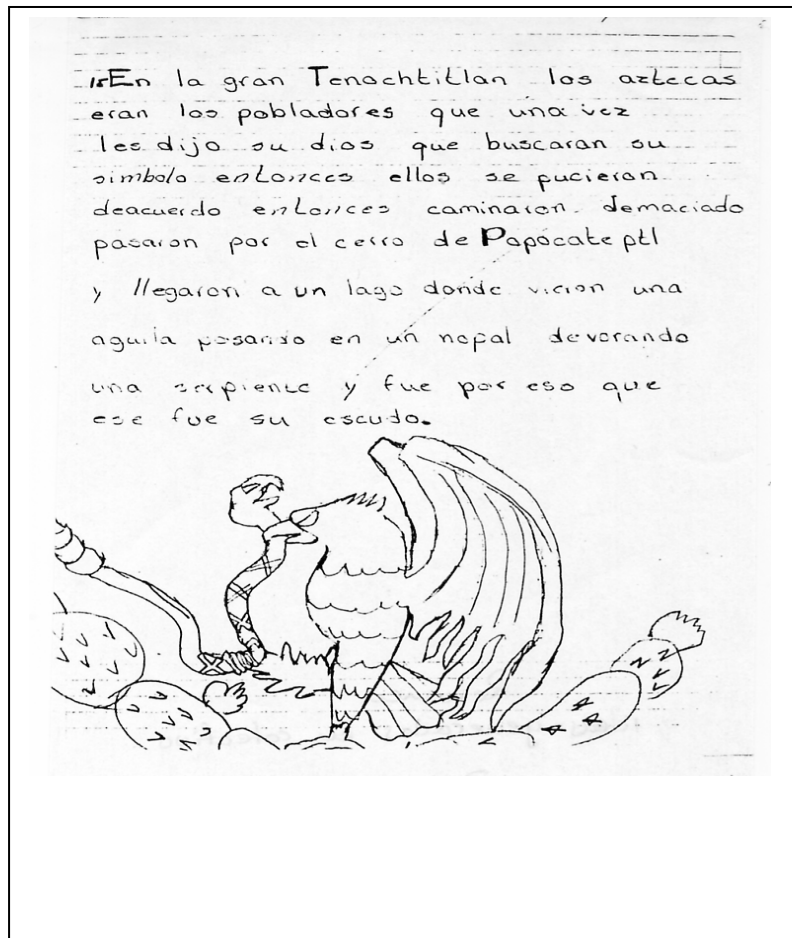 15En la gran Tenochtitlan los aztecas
eran los pobladores que una vez
les dijo su dios que buscaran su
simbolo entonces ellos se pucieran
deacuerdo entonces caminaron demaciado
pasaron por el cerro de Popocateptl
y llegaron a un lago donde vieron una
aguila posando en un nopal devorando
una serpiente y fue por eso que
ese fue su escudo.